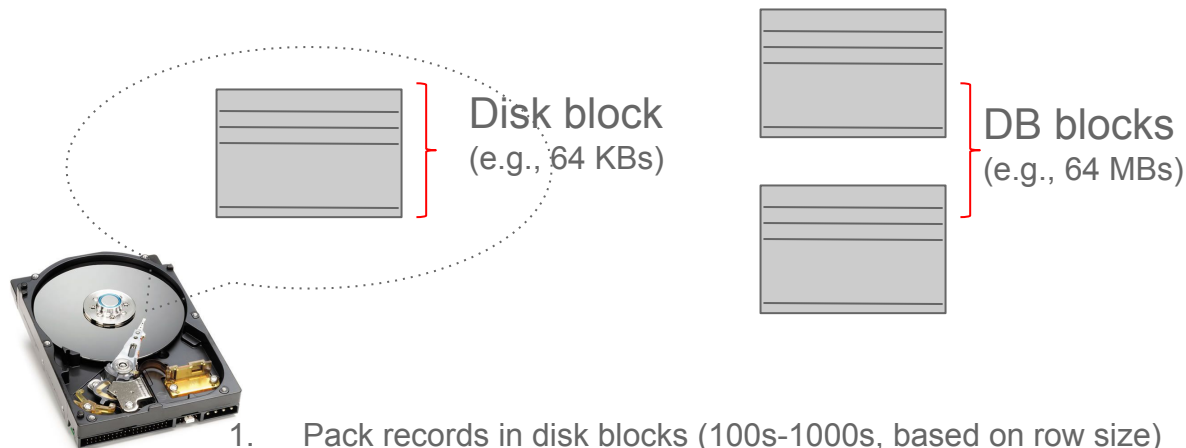 Disk block
(e.g., 64 KBs)
DB blocks
(e.g., 64 MBs)
1. Pack records in disk blocks (100s-1000s, based on row size)